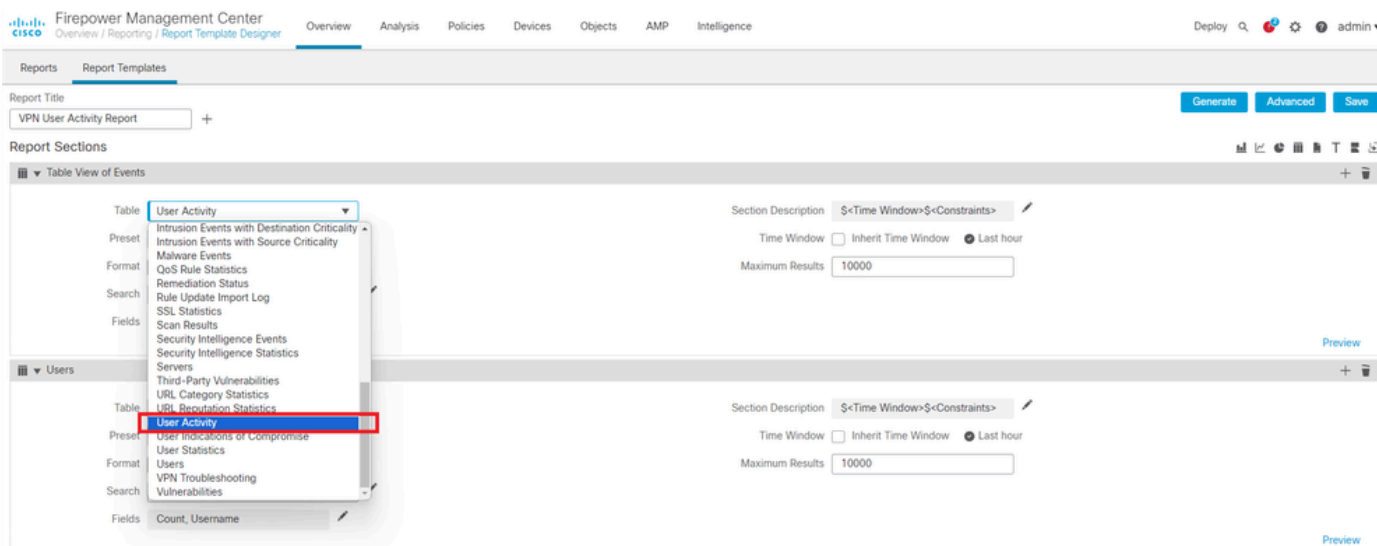 Firepower Management Center
CISCO Overview / Reporting / Report Template Designer
Overview Analysis Policies Devices Objects AMP Intelligence
Deploy 2 admin
Reports Report Templates
Report Title
Generate Advanced Save
VPN User Activity Report
Report Sections
Table View of Events
Table User Activity
Section Description $<Time Window>$<Constraints>
Intrusion Events with Destination Criticality
Preset Intrusion Events with Source Criticality
Time Window Inherit Time Window Last hour
Malware Events
Format QoS Rule Statistics
Maximum Results 10000
Remediation Status
Search Rule Update Import Log
SSL Statistics
Fields Scan Results
Security Intelligence Events
Preview
Security Intelligence Statistics
Servers
Users
Third-Party Vulnerabilities
URL Category Statistics
Table URL Reputation Statistics
Section Description $<Time Window>$<Constraints>
User Activity
Preset User Indications of Compromise
Time Window Inherit Time Window Last hour
User Statistics
Format Users
Maximum Results 10000
VPN Troubleshooting
Search Vulnerabilities
Fields Count, Username
Preview